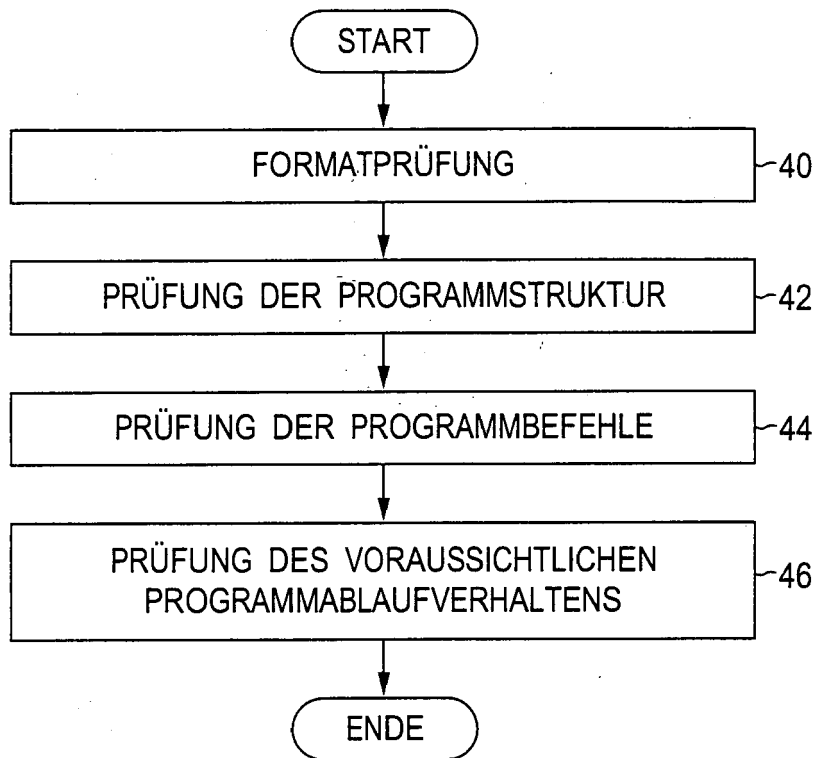 START
FORMATPRÜFUNG
40
PRÜFUNG DER PROGRAMMSTRUKTUR
42
PRÜFUNG DER PROGRAMMBEFEHLE
44
PRÜFUNG DES VORAUSSICHTLICHEN
PROGRAMMABLAUFVERHALTENS
46
ENDE